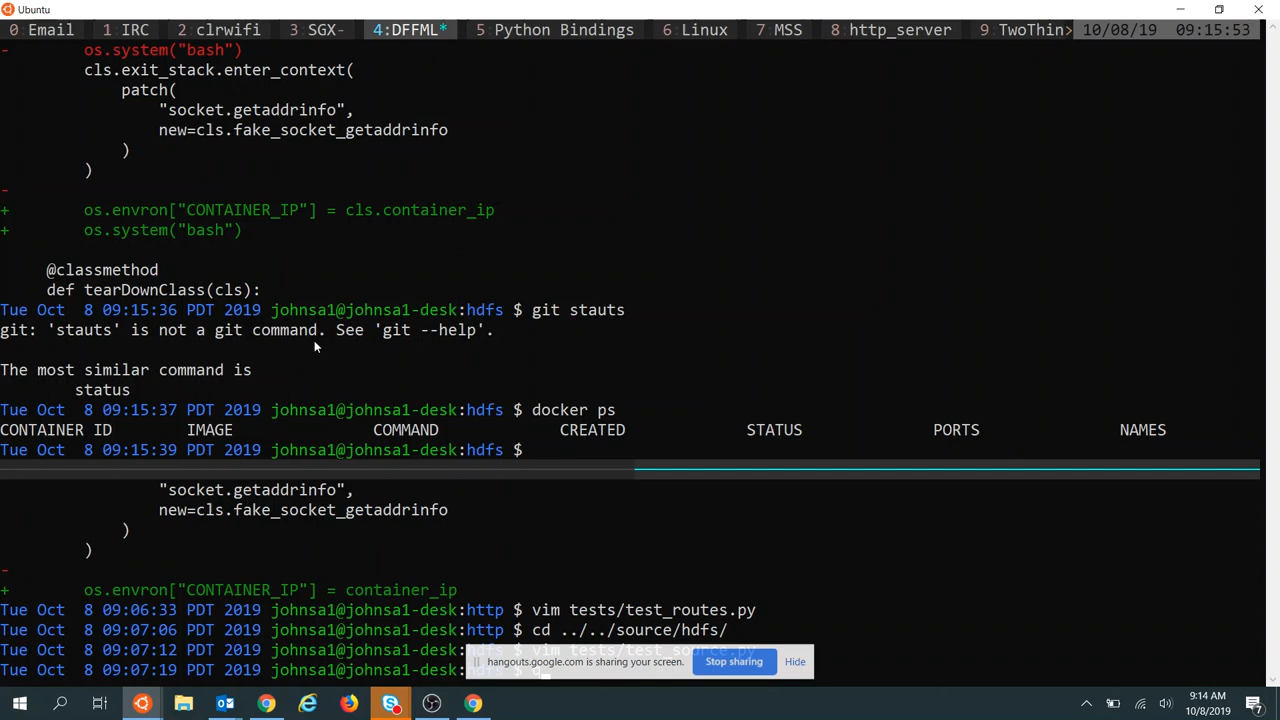 Ubuntu
0 Email 1 IRC 2 clrwifi 3 SGX- 4:DFFML* 5 Python Bindings 6 Linux 7 MSS 8 http_server 9 TwoThin> 10/08/19 09:15:53
- os.system("bash")
cls.exit_stack.enter_context(
patch(
"socket.getaddrinfo",
new=cls.fake_socket_getaddrinfo
)
)
-
+ os.envron["CONTAINER_IP"] = cls.container_ip
+ os.system("bash")
@classmethod
def tearDownClass(cls):
Tue Oct 8 09:15:36 PDT 2019 johnsa1@johnsa1-desk:hdfs $ git stauts
git: 'stauts' is not a git command. See 'git --help'.
The most similar command is
status
Tue Oct 8 09:15:37 PDT 2019 johnsa1@johnsa1-desk:hdfs $ docker ps
CONTAINER ID IMAGE COMMAND CREATED STATUS PORTS NAMES
Tue Oct 8 09:15:39 PDT 2019 johnsa1@johnsa1-desk:hdfs $
"socket.getaddrinfo",
new=cls.fake_socket_getaddrinfo
)
)
-
+ os.envron["CONTAINER_IP"] = container_ip
Tue Oct 8 09:06:33 PDT 2019 johnsa1@johnsa1-desk:http $ vim tests/test_routes.py
Tue Oct 8 09:07:06 PDT 2019 johnsa1@johnsa1-desk:http $ cd ../../source/hdfs/
Tue Oct 8 09:07:12 PDT 2019 johnsa1@johnsa1-desk:hdfs $ vim tests/test_source.py
hangouts.google.com is sharing your screen. Stop sharing Hide
Tue Oct 8 09:07:19 PDT 2019 johnsa1@johnsa1-desk
9:14 AM
10/8/2019
7